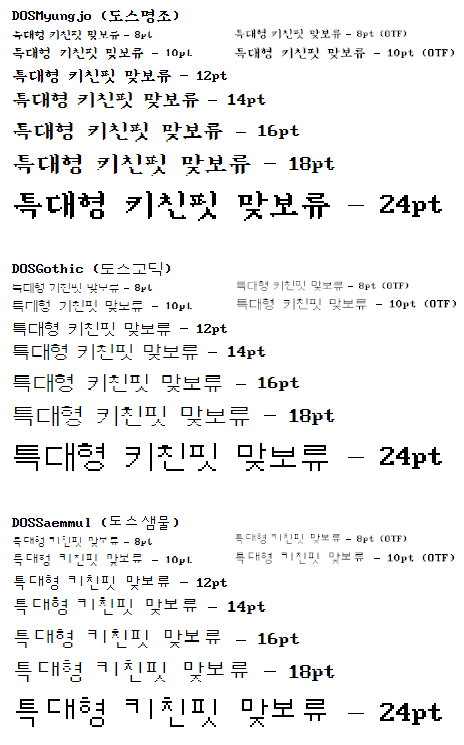 DOSMyungjo (도스명조)
특대형 키친핏 맞보류 - 8pt 특대형 키친핏 맞보류 - 8pt (OTF)
특대형 키친핏 맞보류 - 10pt 특대형 키친핏 맞보류 - 10pt (OTF)
특대형 키친핏 맞보류 - 12pt
특대형 키친핏 맞보류 - 14pt
특대형 키친핏 맞보류 - 16pt
특대형 키친핏 맞보류 - 18pt
특대형 키친핏 맞보류 - 24pt
DOSGothic (도스고딕)
특대형 키친핏 맞보류 - 8pt 특대형 키친핏 맞보류 - 8pt (OTF)
특대형 키친핏 맞보류 - 10pt 특대형 키친핏 맞보류 - 10pt (OTF)
특대형 키친핏 맞보류 - 12pt
특대형 키친핏 맞보류 - 14pt
특대형 키친핏 맞보류 - 16pt
특대형 키친핏 맞보류 - 18pt
특대형 키친핏 맞보류 - 24pt
DOSSaemmul (도스샘물)
특대형 키친핏 맞보류 - 8pt 특대형 키친핏 맞보류 - 8pt (OTF)
특대형 키친핏 맞보류 - 10pt 특대형 키친핏 맞보류 - 10pt (OTF)
특대형 키친핏 맞보류 - 12pt
특대형 키친핏 맞보류 - 14pt
특대형 키친핏 맞보류 - 16pt
특대형 키친핏 맞보류 - 18pt
특대형 키친핏 맞보류 - 24pt